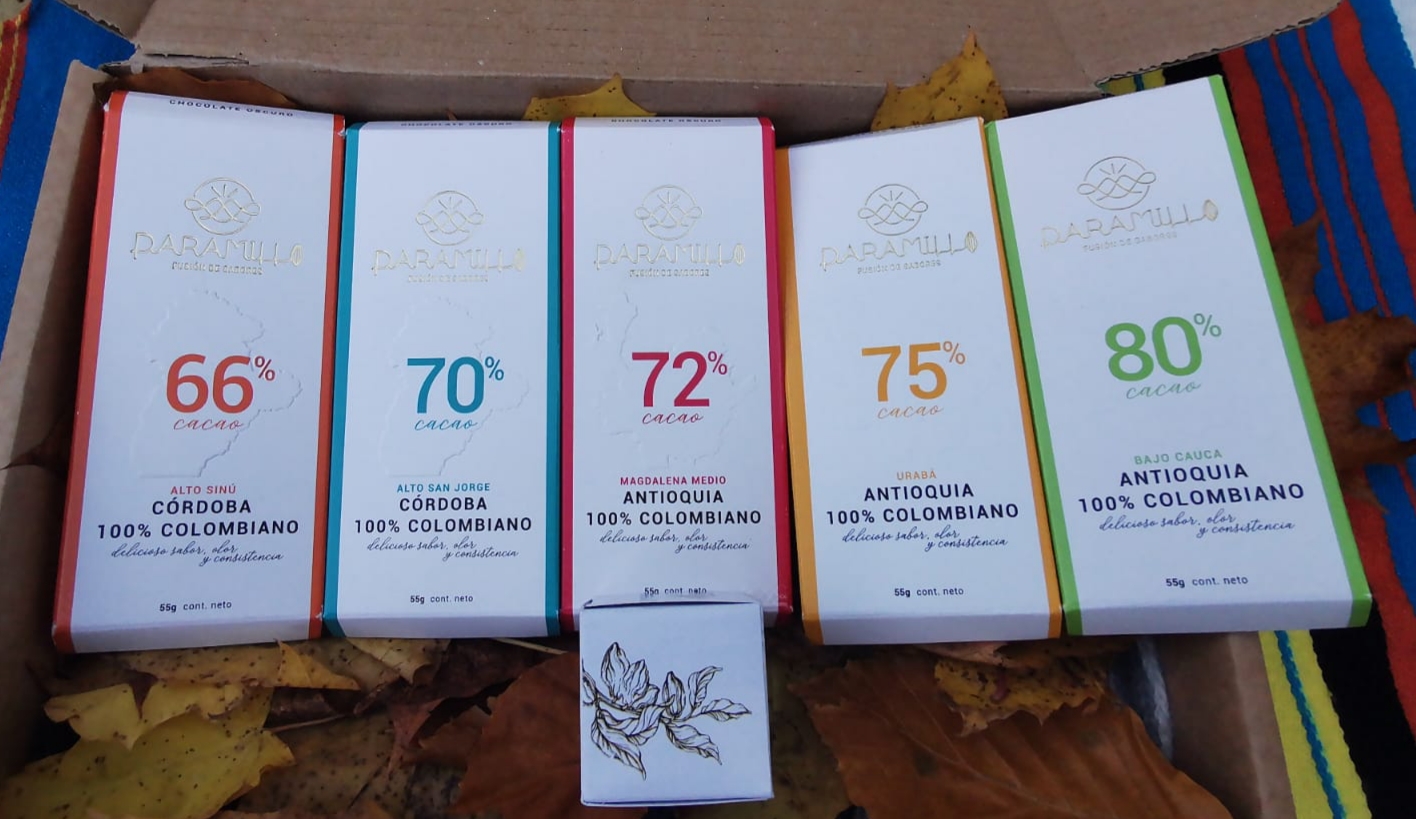 CHOCOLATE OSCURO
PARAMILLO
FUSIÓN DE SABORES
66%
cacao
ALTO SINÚ
CÓRDOBA
100% COLOMBIANO
delicioso sabor, olor
y consistencia
55g cont. neto
CHOCOLATE OSCURO
PARAMILLO
FUSIÓN DE SABORES
70%
cacao
ALTO SAN JORGE
CÓRDOBA
100% COLOMBIANO
delicioso sabor, olor
y consistencia
55g cont. neto
CHOCOLATE OSCURO
PARAMILLO
FUSIÓN DE SABORES
72%
cacao
MAGDALENA MEDIO
ANTIOQUIA
100% COLOMBIANO
delicioso sabor, olor
y consistencia
55g cont. neto
PARAMILLO
FUSIÓN DE SABORES
75%
cacao
URABÁ
ANTIOQUIA
100% COLOMBIANO
delicioso sabor, olor
y consistencia
55g cont. neto
PARAMILLO
FUSIÓN DE SABORES
80%
cacao
BAJO CAUCA
ANTIOQUIA
100% COLOMBIANO
delicioso sabor, olor
y consistencia
55g cont. neto